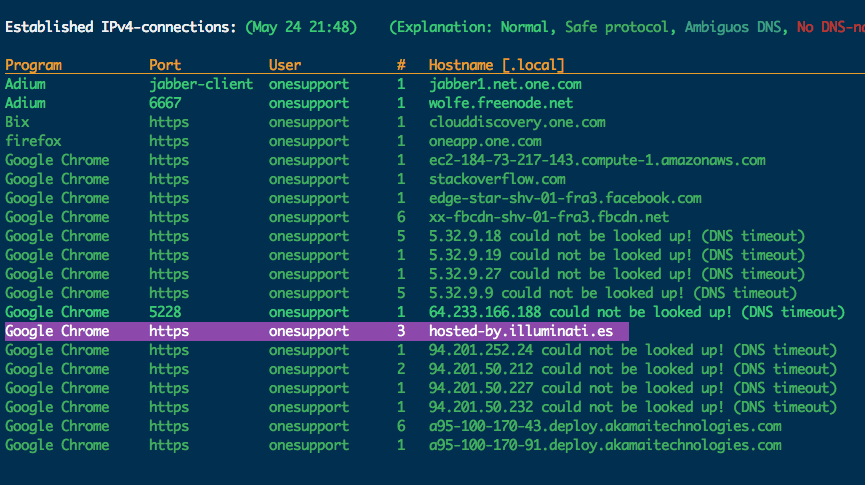 Established IPv4-connections: (May 24 21:48) (Explanation: Normal, Safe protocol, Ambiguos DNS, No DNS-
Program Port User # Hostname [.local]
Adium jabber-client onesupport 1 jabber1.net.one.com
Adium 6667 onesupport 1 wolfe.freenode.net
Bix https onesupport 1 clouddiscovery.one.com
firefox https onesupport 1 oneapp.one.com
Google Chrome https onesupport 1 ec2-184-73-217-143.compute-1.amazonaws.com
Google Chrome https onesupport 1 stackoverflow.com
Google Chrome https onesupport 1 edge-star-shv-01-fra3.facebook.com
Google Chrome https onesupport 6 xx-fbcdn-shv-01-fra3.fbcdn.net
Google Chrome https onesupport 5 5.32.9.18 could not be looked up! (DNS timeout)
Google Chrome https onesupport 1 5.32.9.19 could not be looked up! (DNS timeout)
Google Chrome https onesupport 1 5.32.9.27 could not be looked up! (DNS timeout)
Google Chrome https onesupport 5 5.32.9.9 could not be looked up! (DNS timeout)
Google Chrome 5228 onesupport 1 64.233.166.188 could not be looked up! (DNS timeout)
Google Chrome https onesupport 3 hosted-by.illuminati.es
Google Chrome https onesupport 1 94.201.252.24 could not be looked up! (DNS timeout)
Google Chrome https onesupport 2 94.201.50.212 could not be looked up! (DNS timeout)
Google Chrome https onesupport 1 94.201.50.227 could not be looked up! (DNS timeout)
Google Chrome https onesupport 1 94.201.50.232 could not be looked up! (DNS timeout)
Google Chrome https onesupport 6 a95-100-170-43.deploy.akamaitechnologies.com
Google Chrome https onesupport 1 a95-100-170-91.deploy.akamaitechnologies.com